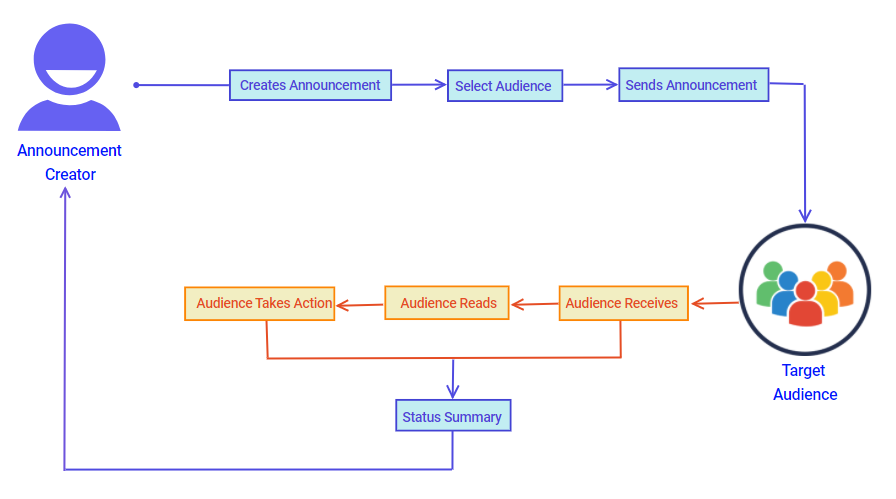 Creates Announcement
Select Audience
Sends Announcement
Announcement
Creator
Audience Takes Action
Audience Reads
Audience Receives
Target
Audience
Status Summary